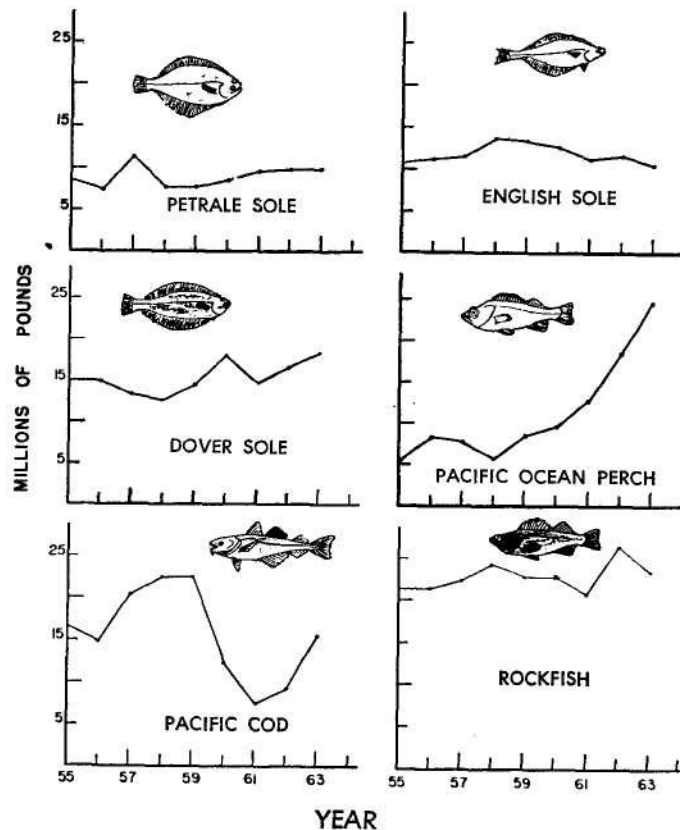 25
15
5
PETRALE SOLE
ENGLISH SOLE
MILLIONS OF POUNDS
25
15
5
DOVER SOLE
PACIFIC OCEAN PERCH
25
15
5
PACIFIC COD
ROCKFISH
55 57 59 61 63
55 57 59 61 63
YEAR